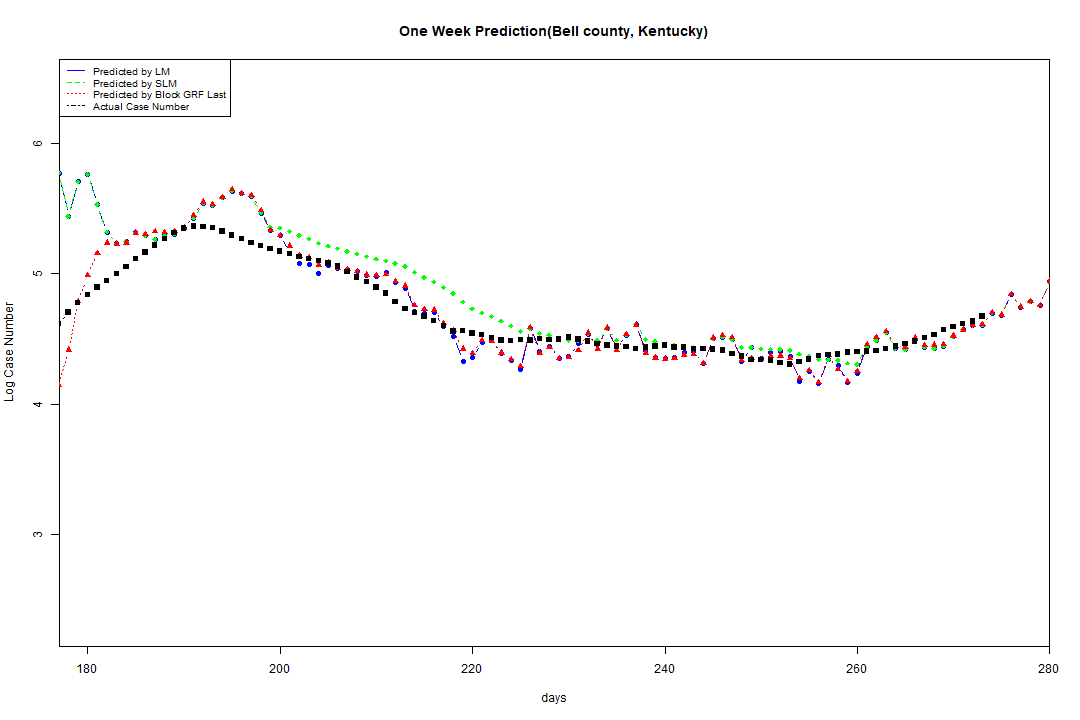 One Week Prediction(Bell county, Kentucky)
Predicted by LM
Predicted by SLM
Predicted by Block GRF Last
Actual Case Number
6
5
4
3
Log Case Number
180 200 220 240 260 280
days